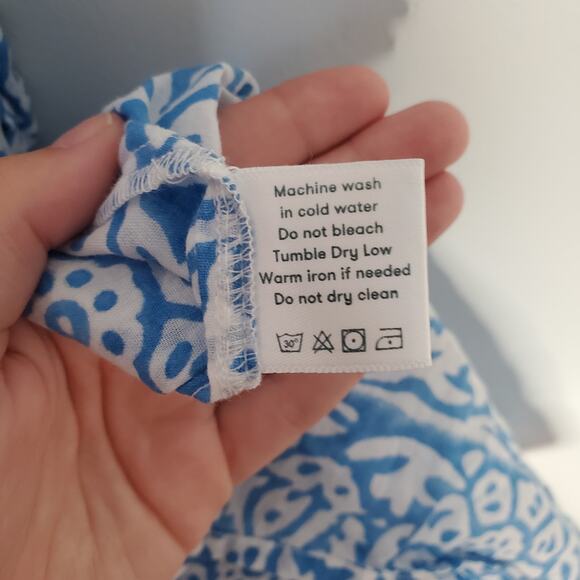 Machine wash
in cold water
Do not bleach
Tumble Dry Low
Warm iron if needed
Do not dry clean
30°